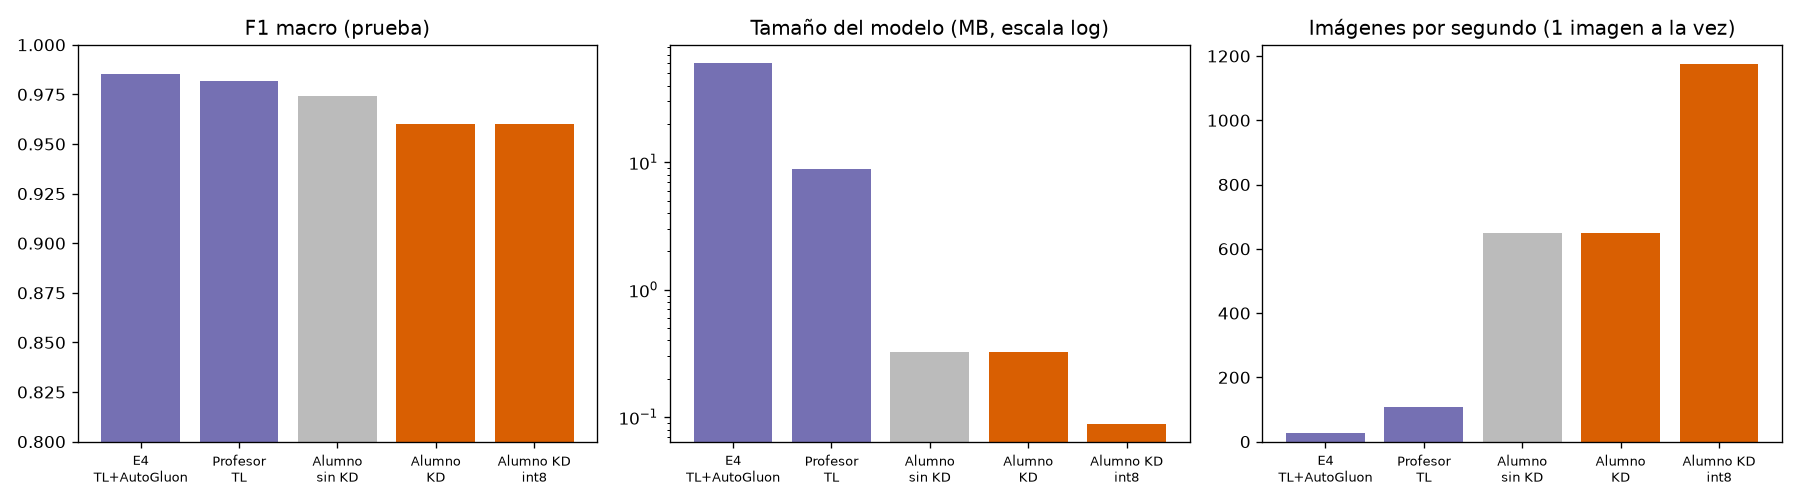 F1 macro (prueba)
1.000
0.975
0.950
0.925
0.900
0.875
0.850
0.825
0.800
E4
TL+AutoGluon
Profesor
TL
Alumno
sin KD
Alumno
KD
Alumno KD
int8
Tamaño del modelo (MB, escala log)
10¹
10⁰
10⁻¹
E4
TL+AutoGluon
Profesor
TL
Alumno
sin KD
Alumno
KD
Alumno KD
int8
Imágenes por segundo (1 imagen a la vez)
1200
1000
800
600
400
200
0
E4
TL+AutoGluon
Profesor
TL
Alumno
sin KD
Alumno
KD
Alumno KD
int8